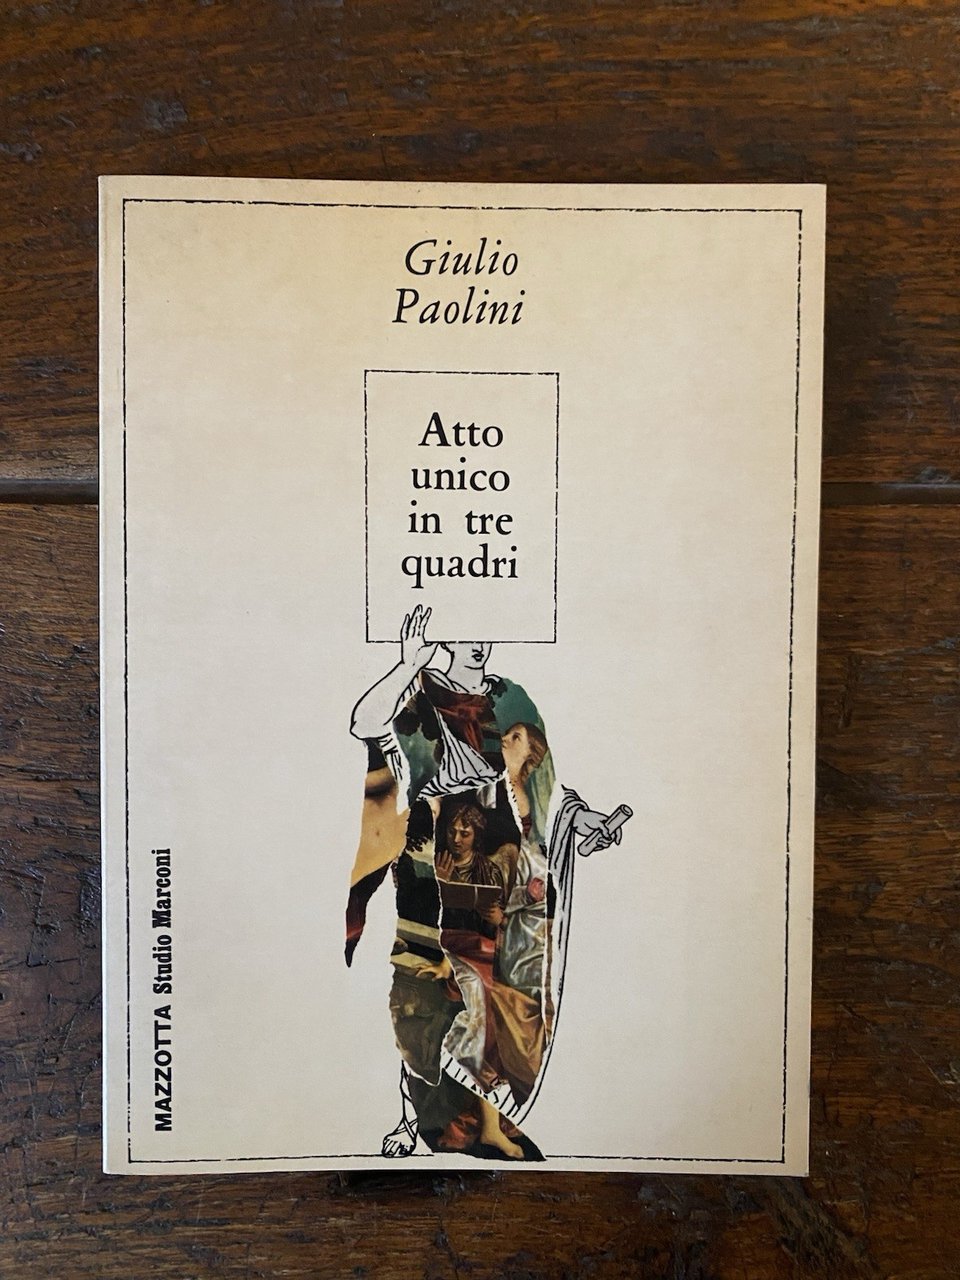 Giulio
Paolini
Atto
unico
in tre
quadri
MAZZOTTA Studio Marconi